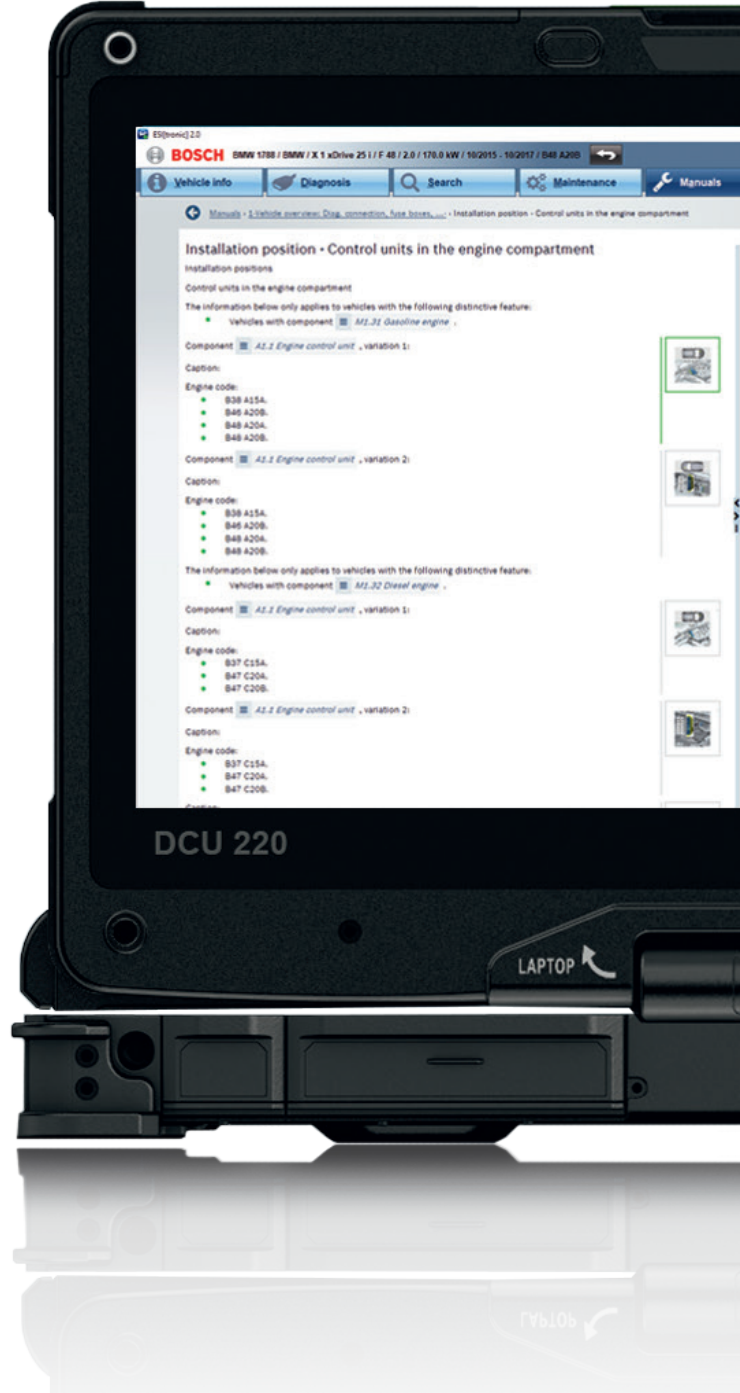 ESI[tronic] 2.0
BOSCH BMW 1788 / BMW / X 1 xDrive 25 i / F 48 / 2.0 / 170.0 kW / 10/2015 - 10/2017 / B48 A20B
Vehicle info Diagnosis Search Maintenance Manuals
Manuals › 1 Vehicle overview: Diag. connection, fuse boxes, ...: › Installation position - Control units in the engine compartment
Installation position • Control units in the engine compartment
Installation positions
Control units in the engine compartment
The information below only applies to vehicles with the following distinctive feature:
Vehicles with component M1.31 Gasoline engine .
Component A1.1 Engine control unit , variation 1:
Caption:
Engine code:
B38 A15A.
B46 A20B.
B48 A20A.
B48 A20B.
Component A1.1 Engine control unit , variation 2:
Caption:
Engine code:
B38 A15A.
B46 A20B.
B48 A20A.
B48 A20B.
The information below only applies to vehicles with the following distinctive feature:
Vehicles with component M1.32 Diesel engine .
Component A1.1 Engine control unit , variation 1:
Caption:
Engine code:
B37 C15A.
B47 C20A.
B47 C20B.
Component A1.1 Engine control unit , variation 2:
Caption:
Engine code:
B37 C15A.
B47 C20A.
B47 C20B.
DCU 220
LAPTOP